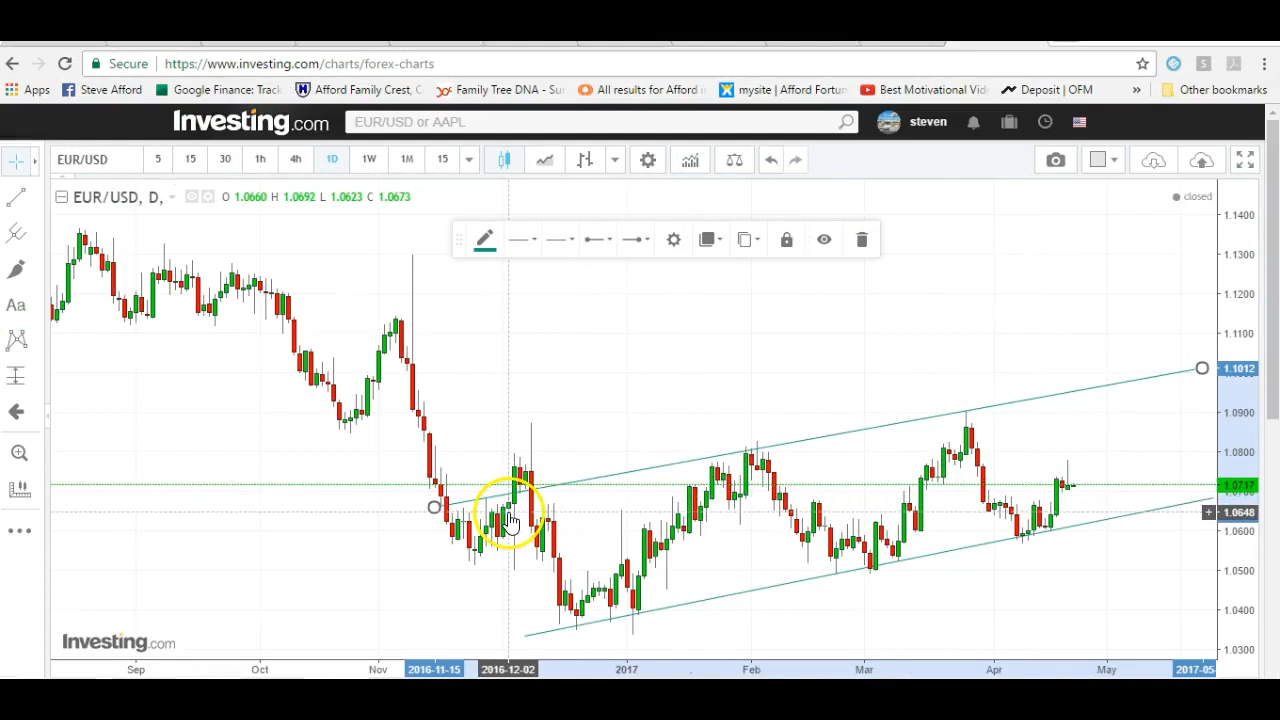 Secure https://www.investing.com/charts/forex-charts
Apps Steve Afford Google Finance: Track Afford Family Crest, C Family Tree DNA - Su All results for Afford i mysite | Afford Fortun Best Motivational Vide Deposit | OFM » Other bookmarks
Investing.com EUR/USD or AAPL steven
EUR/USD 5 15 30 1h 4h 1D 1W 1M 15
EUR/USD, D, O 1.0660 H 1.0692 L 1.0623 C 1.0673 closed
Aa
1.1400
1.1300
1.1200
1.1100
1.1012
1.0900
1.0800
1.0717
1.0648
1.0600
1.0500
1.0400
1.0300
Investing.com
Sep Oct Nov 2016-11-15 2016-12-02 2017 Feb Mar Apr May 2017-05